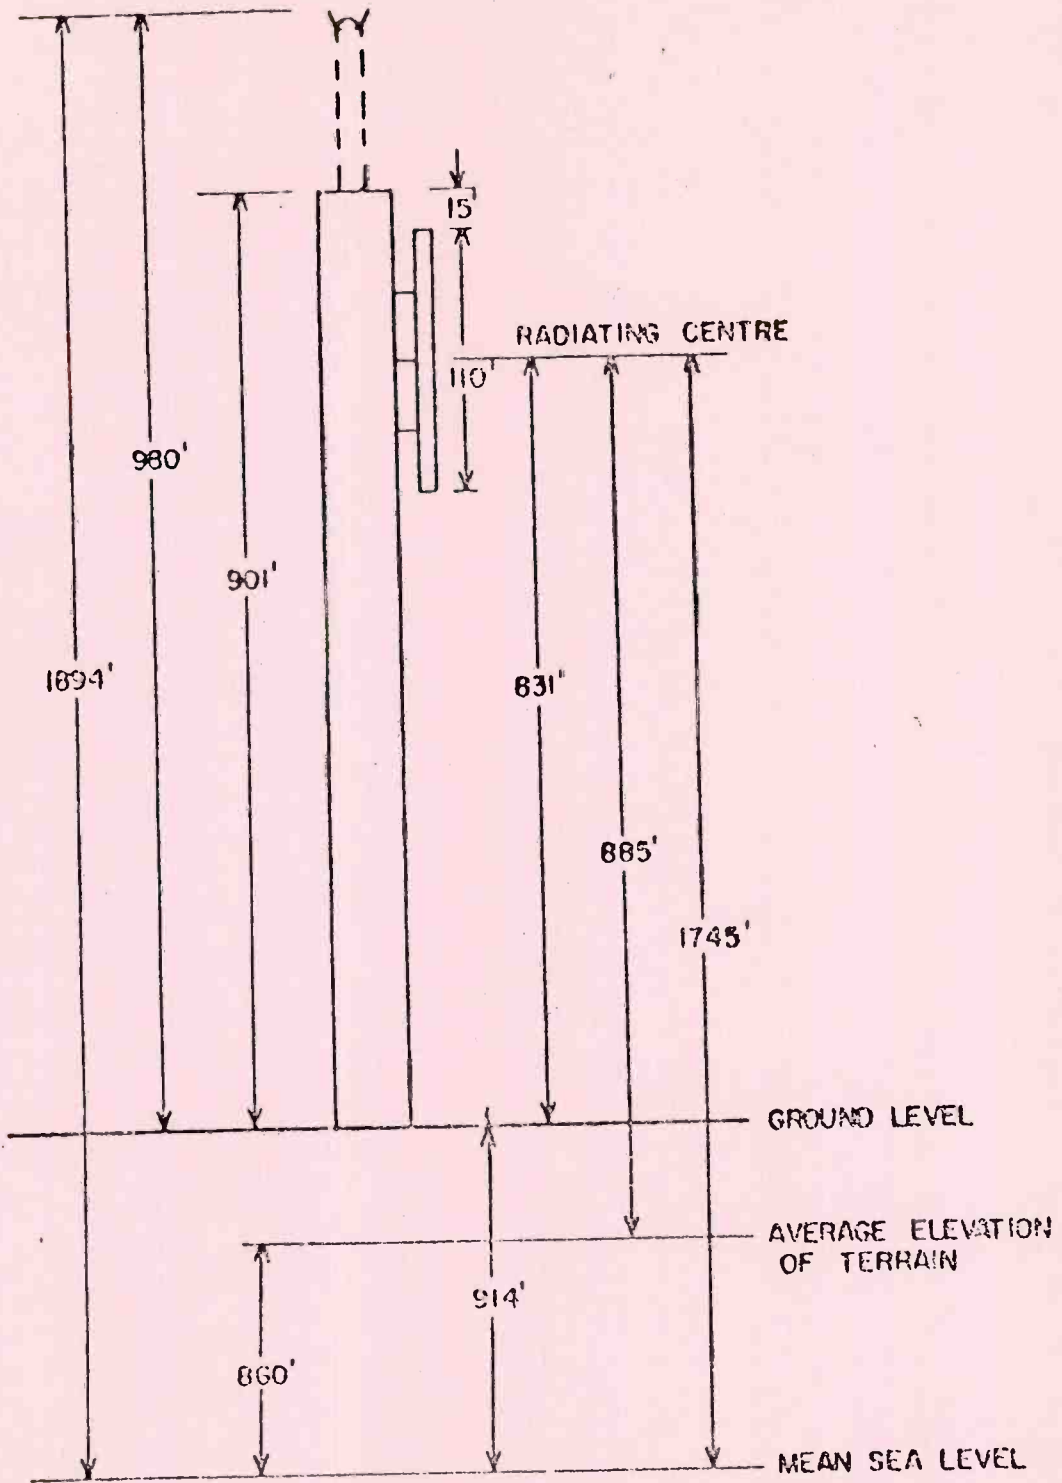 15'
RADIATING CENTRE
110'
980'
901'
1894'
831'
885'
1745'
GROUND LEVEL
AVERAGE ELEVATION
OF TERRAIN
914'
860'
MEAN SEA LEVEL